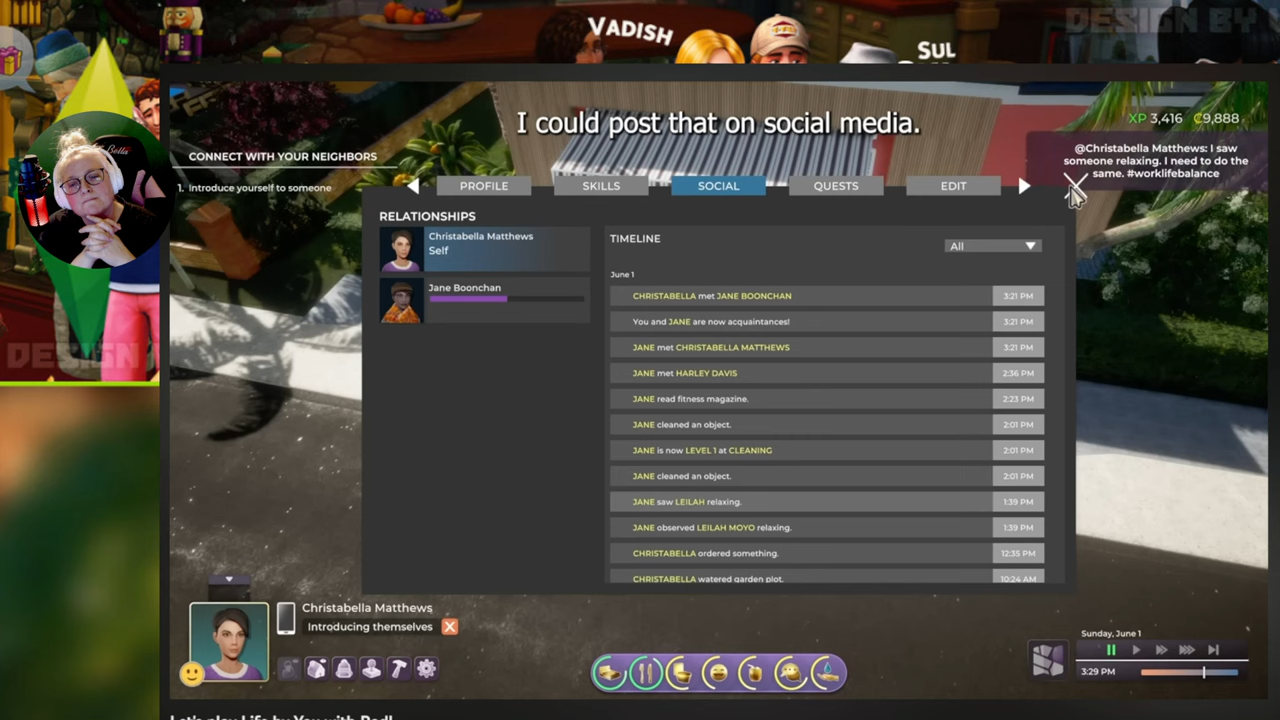 VADISH
SUL
DESIGN BY
I could post that on social media.
XP 3,416 C9,888
@Christabella Matthews: I saw
someone relaxing. I need to do the
same. #worklifebalance
CONNECT WITH YOUR NEIGHBORS
1. Introduce yourself to someone
PROFILE
SKILLS
SOCIAL
QUESTS
EDIT
RELATIONSHIPS
Christabella Matthews
Self
Jane Boonchan
TIMELINE
All
June 1
CHRISTABELLA met JANE BOONCHAN 3:21 PM
You and JANE are now acquaintances! 3:21 PM
JANE met CHRISTABELLA MATTHEWS 3:21 PM
JANE met HARLEY DAVIS 2:36 PM
JANE read fitness magazine. 2:23 PM
JANE cleaned an object. 2:01 PM
JANE is now LEVEL 1 at CLEANING 2:01 PM
JANE cleaned an object. 2:01 PM
JANE saw LEILAH relaxing. 1:39 PM
JANE observed LEILAH MOYO relaxing. 1:39 PM
CHRISTABELLA ordered something. 12:35 PM
CHRISTABELLA watered garden plot. 10:24 AM
DESIGN
Christabella Matthews
Introducing themselves
Sunday, June 1
3:29 PM
Let's play Life by You with Red!